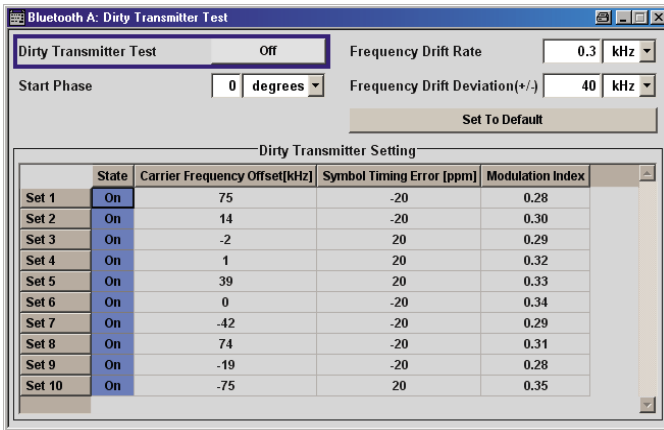 Bluetooth A: Dirty Transmitter Test
Dirty Transmitter Test Off Frequency Drift Rate 0.3 kHz
Start Phase 0 degrees Frequency Drift Deviation(+/-) 40 kHz
Set To Default
Dirty Transmitter Setting
State Carrier Frequency Offset[kHz] Symbol Timing Error [ppm] Modulation Index
Set 1 On 75 -20 0.28
Set 2 On 14 -20 0.30
Set 3 On -2 20 0.29
Set 4 On 1 20 0.32
Set 5 On 39 20 0.33
Set 6 On 0 -20 0.34
Set 7 On -42 -20 0.29
Set 8 On 74 -20 0.31
Set 9 On -19 -20 0.28
Set 10 On -75 20 0.35